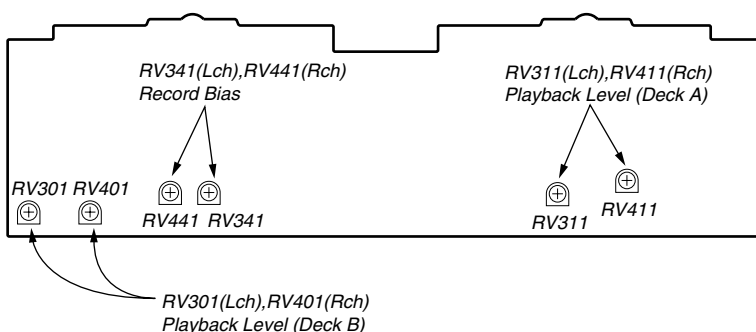 RV341(Lch),RV441(Rch)
Record Bias
RV311(Lch),RV411(Rch)
Playback Level (Deck A)
RV301 RV401
RV441 RV341
RV311
RV411
RV301(Lch),RV401(Rch)
Playback Level (Deck B)